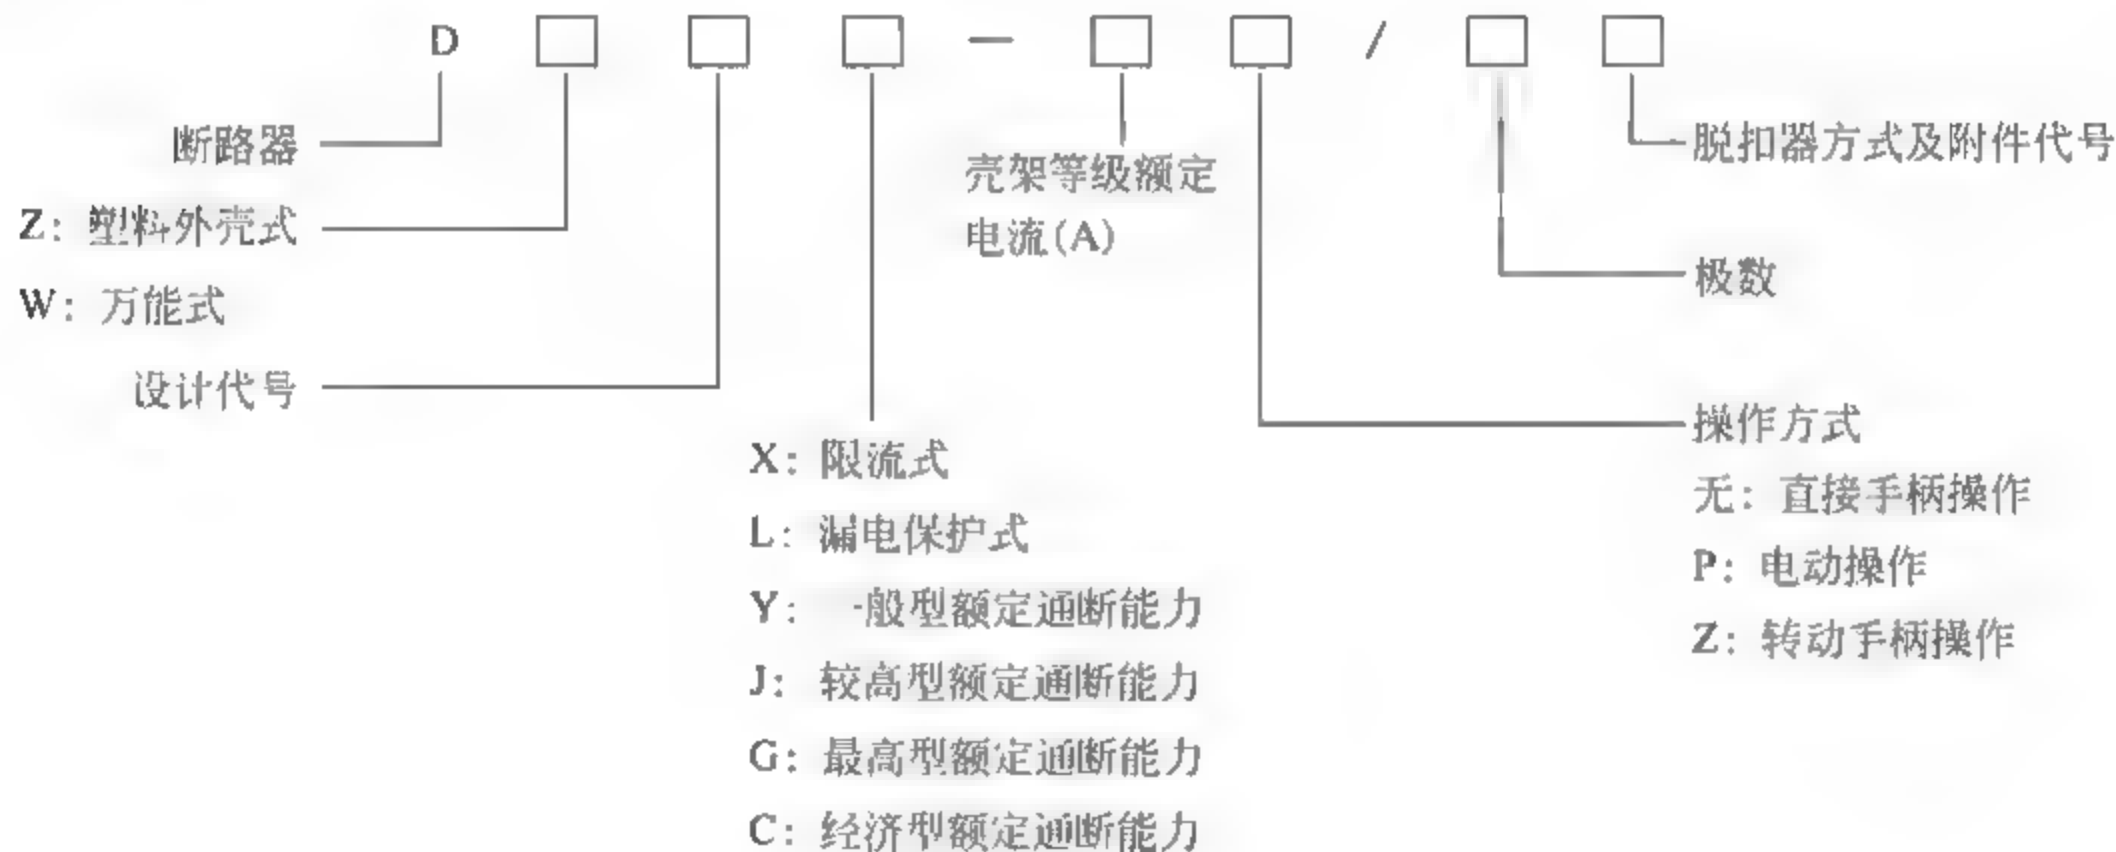 D □ □ □ — □ □ / □ □
断路器
Z: 塑料外壳式
W: 万能式
设计代号
X: 限流式
L: 漏电保护式
Y: 一般型额定通断能力
J: 较高型额定通断能力
G: 最高型额定通断能力
C: 经济型额定通断能力
壳架等级额定
电流(A)
脱扣器方式及附件代号
极数
操作方式
无: 直接手柄操作
P: 电动操作
Z: 转动手柄操作